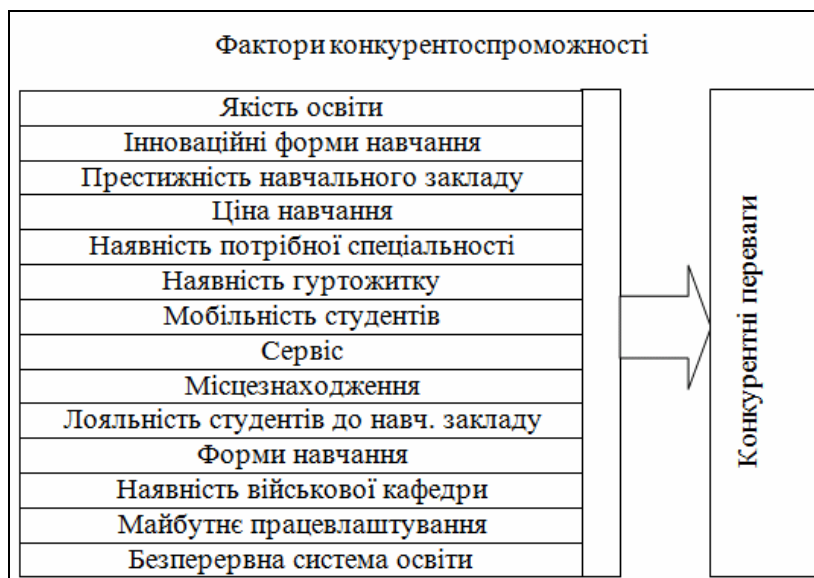 Фактори конкурентоспроможності
Якість освіти
Інноваційні форми навчання
Престижність навчального закладу
Ціна навчання
Наявність потрібної спеціальності
Наявність гуртожитку
Мобільність студентів
Сервіс
Місцезнаходження
Лояльність студентів до навч. закладу
Форми навчання
Наявність військової кафедри
Майбутнє працевлаштування
Безперервна система освіти
Конкурентні переваги